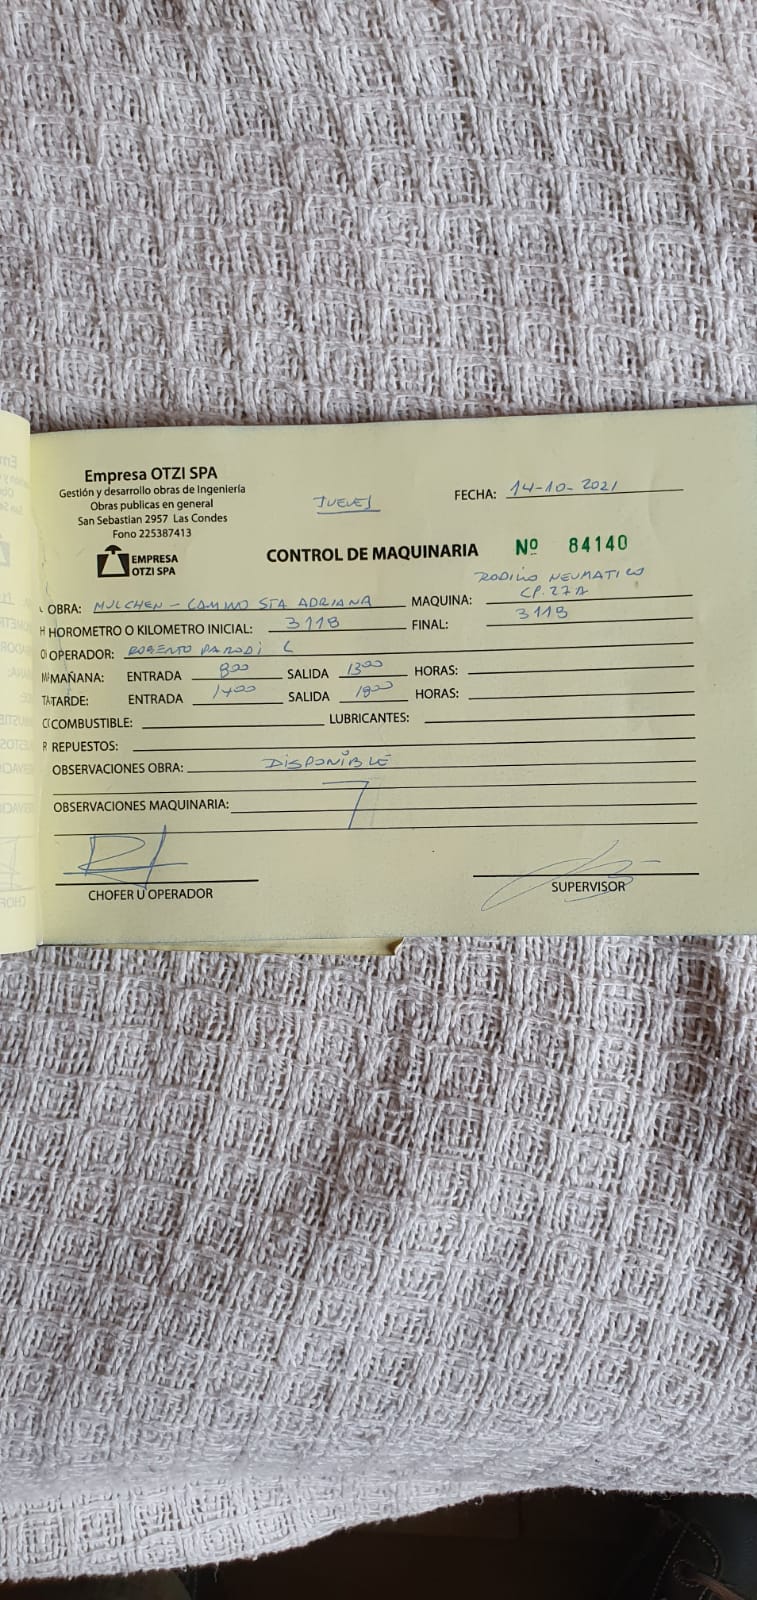 Empresa OTZI SPA
Gestión y desarrollo obras de Ingeniería
Obras publicas en general
San Sebastian 2957 Las Condes
Fono 225387413
EMPRESA
OTZI SPA
JUEVES
FECHA: 14-10-2021
CONTROL DE MAQUINARIA Nº 84140
OBRA: MULCHEN - CAMINO STA ADRIANA MAQUINA: RODILLO NEUMATICO
CP.27A
HOROMETRO O KILOMETRO INICIAL: 3118 FINAL: 3118
OPERADOR: ROBERTO PARODI L
MAÑANA: ENTRADA 8:00 SALIDA 13:00 HORAS:
TARDE: ENTRADA 14:00 SALIDA 18:00 HORAS:
COMBUSTIBLE: LUBRICANTES:
REPUESTOS:
OBSERVACIONES OBRA: DISPONIBLE
OBSERVACIONES MAQUINARIA:
CHOFER U OPERADOR
SUPERVISOR